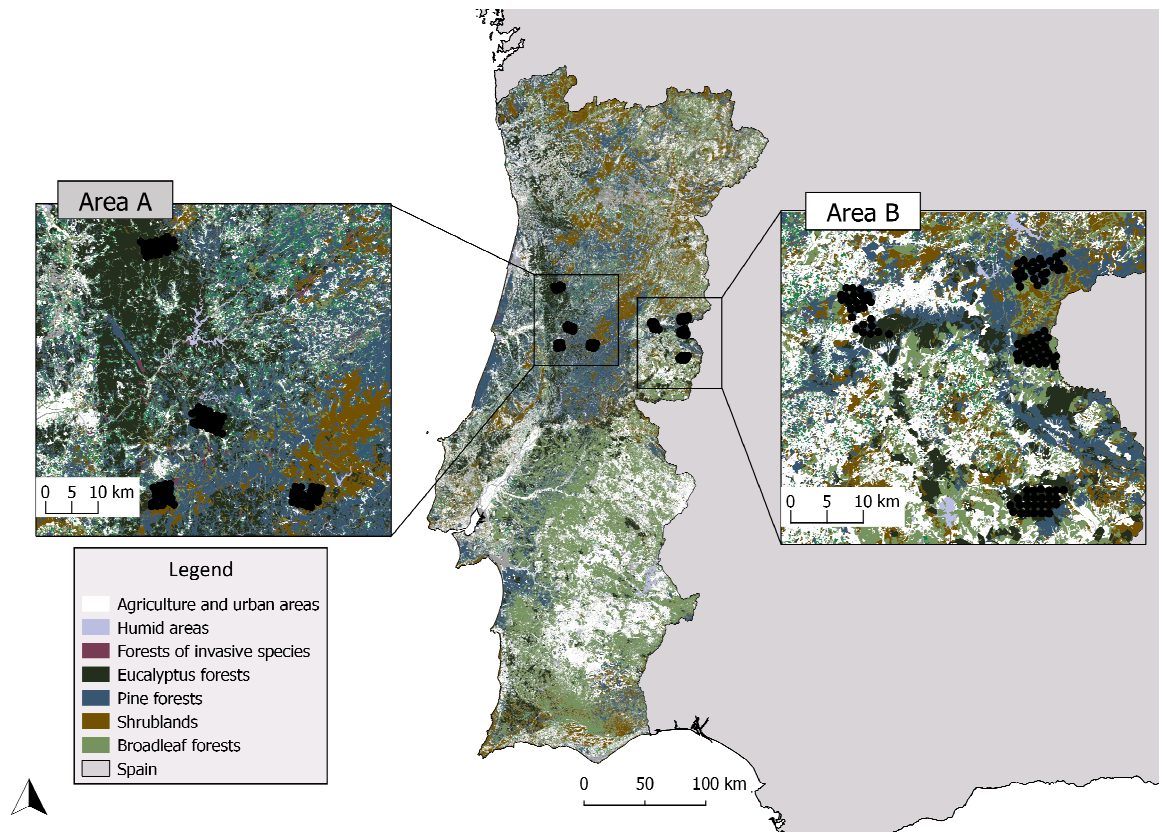 Area A
Area B
0 5 10 km
0 5 10 km
Legend
Agriculture and urban areas
Humid areas
Forests of invasive species
Eucalyptus forests
Pine forests
Shrublands
Broadleaf forests
Spain
0 50 100 km